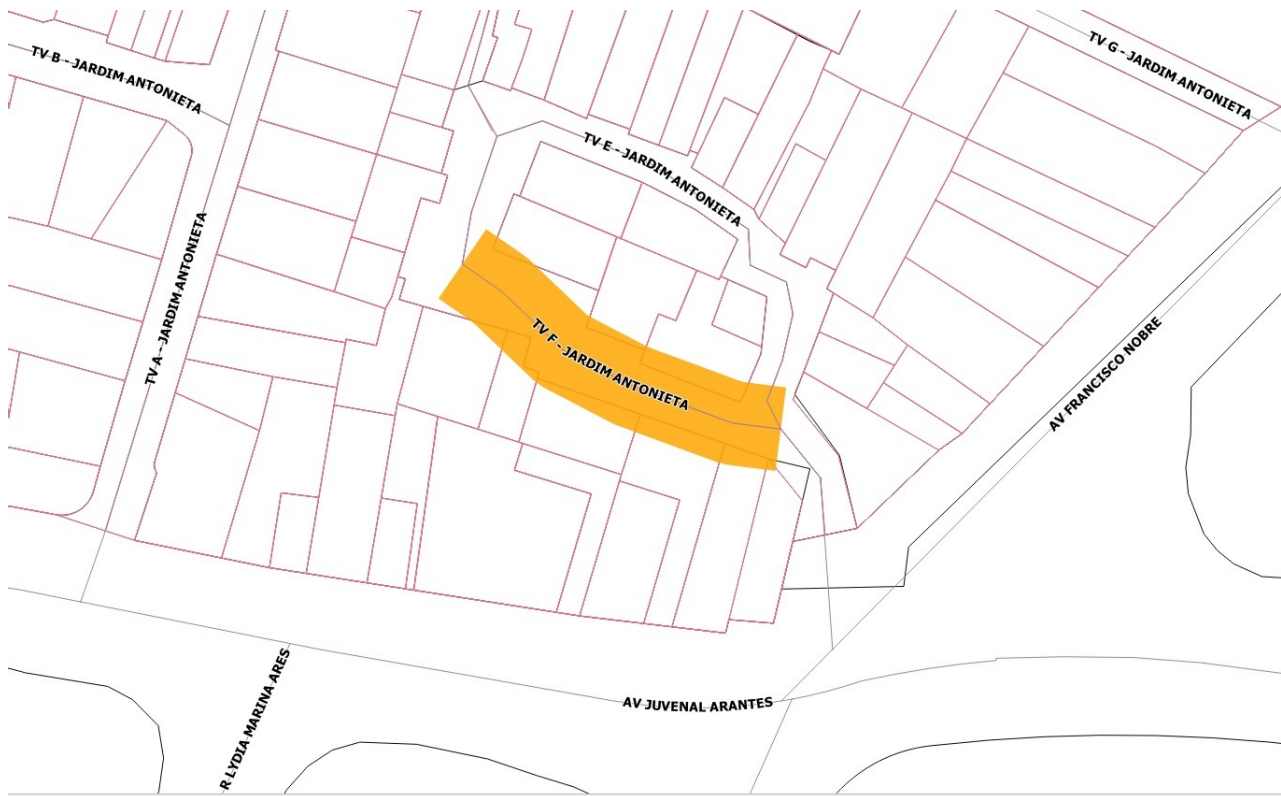 TV B - JARDIM ANTONIETA
TV G - JARDIM ANTONIETA
TV E - JARDIM ANTONIETA
TV A - JARDIM ANTONIETA
TV F - JARDIM ANTONIETA
AV FRANCISCO NOBRE
R LYDIA MARINA ARES
AV JUVENAL ARANTES